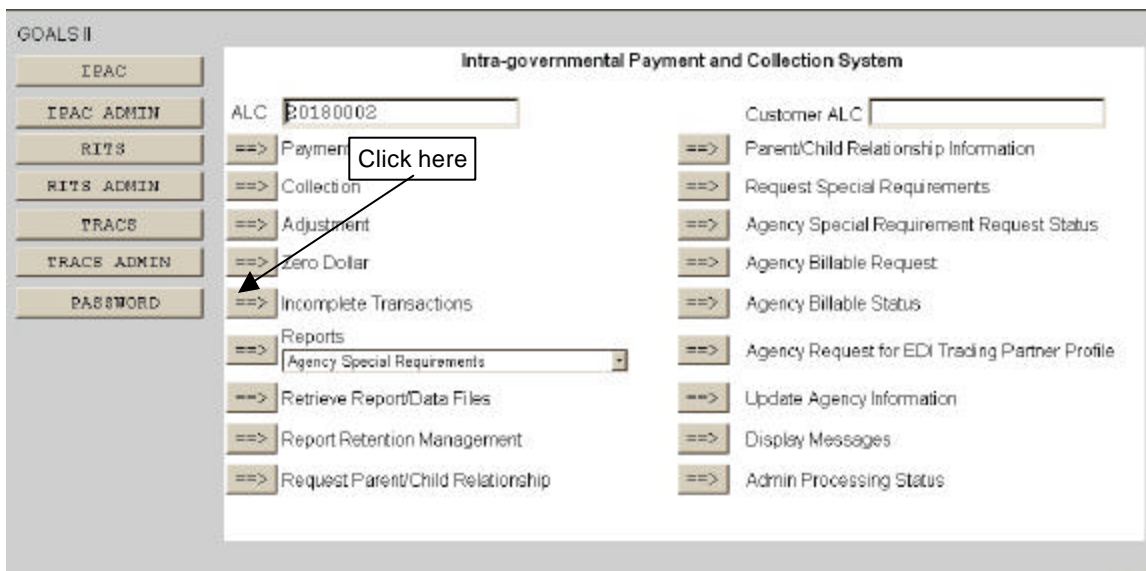 GOALS II
IPAC
IPAC ADMIN
RITS
RITS ADMIN
TRACS
TRACS ADMIN
PASSWORD
Intra-governmental Payment and Collection System
ALC 20180002
Customer ALC
==> Payment
Click here
==> Collection
==> Adjustment
==> Zero Dollar
==> Incomplete Transactions
==> Reports
Agency Special Requirements
==> Retrieve Report/Data Files
==> Report Retention Management
==> Request Parent/Child Relationship
==> Parent/Child Relationship Information
==> Request Special Requirements
==> Agency Special Requirement Request Status
==> Agency Billable Request
==> Agency Billable Status
==> Agency Request for EDI Trading Partner Profile
==> Update Agency Information
==> Display Messages
==> Admin Processing Status